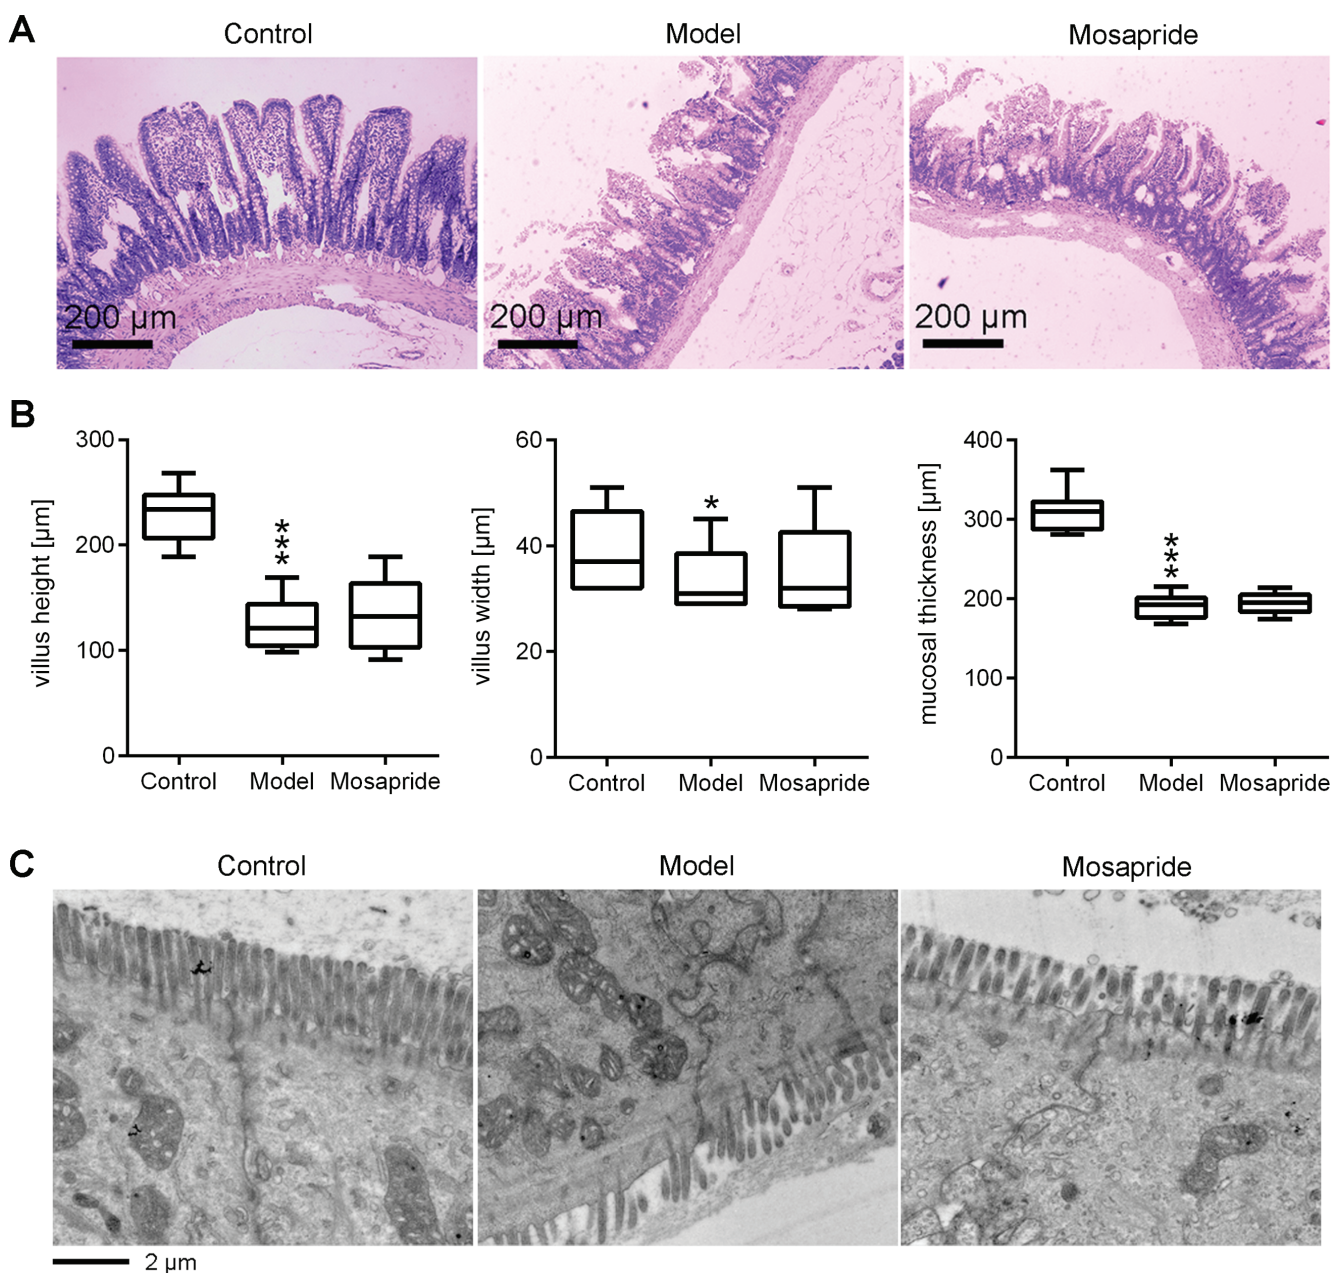 A
Control Model Mosapride
200 µm 200 µm 200 µm
B
villus height [µm]
300
200
100
0
***
Control Model Mosapride
villus width [µm]
60
40
20
0
*
Control Model Mosapride
mucosal thickness [µm]
400
300
200
100
0
***
Control Model Mosapride
C
Control Model Mosapride
2 µm